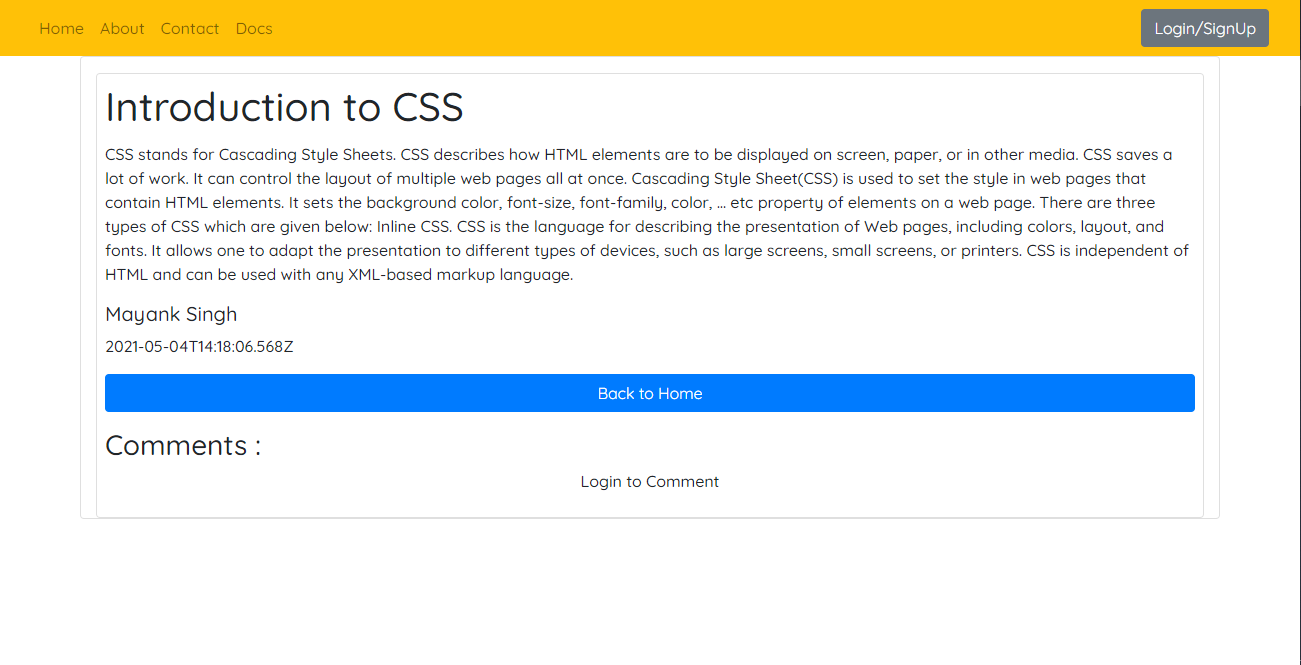 Home About Contact Docs Login/SignUp
Introduction to CSS
CSS stands for Cascading Style Sheets. CSS describes how HTML elements are to be displayed on screen, paper, or in other media. CSS saves a
lot of work. It can control the layout of multiple web pages all at once. Cascading Style Sheet(CSS) is used to set the style in web pages that
contain HTML elements. It sets the background color, font-size, font-family, color, ... etc property of elements on a web page. There are three
types of CSS which are given below: Inline CSS. CSS is the language for describing the presentation of Web pages, including colors, layout, and
fonts. It allows one to adapt the presentation to different types of devices, such as large screens, small screens, or printers. CSS is independent of
HTML and can be used with any XML-based markup language.
Mayank Singh
2021-05-04T14:18:06.568Z
Back to Home
Comments :
Login to Comment